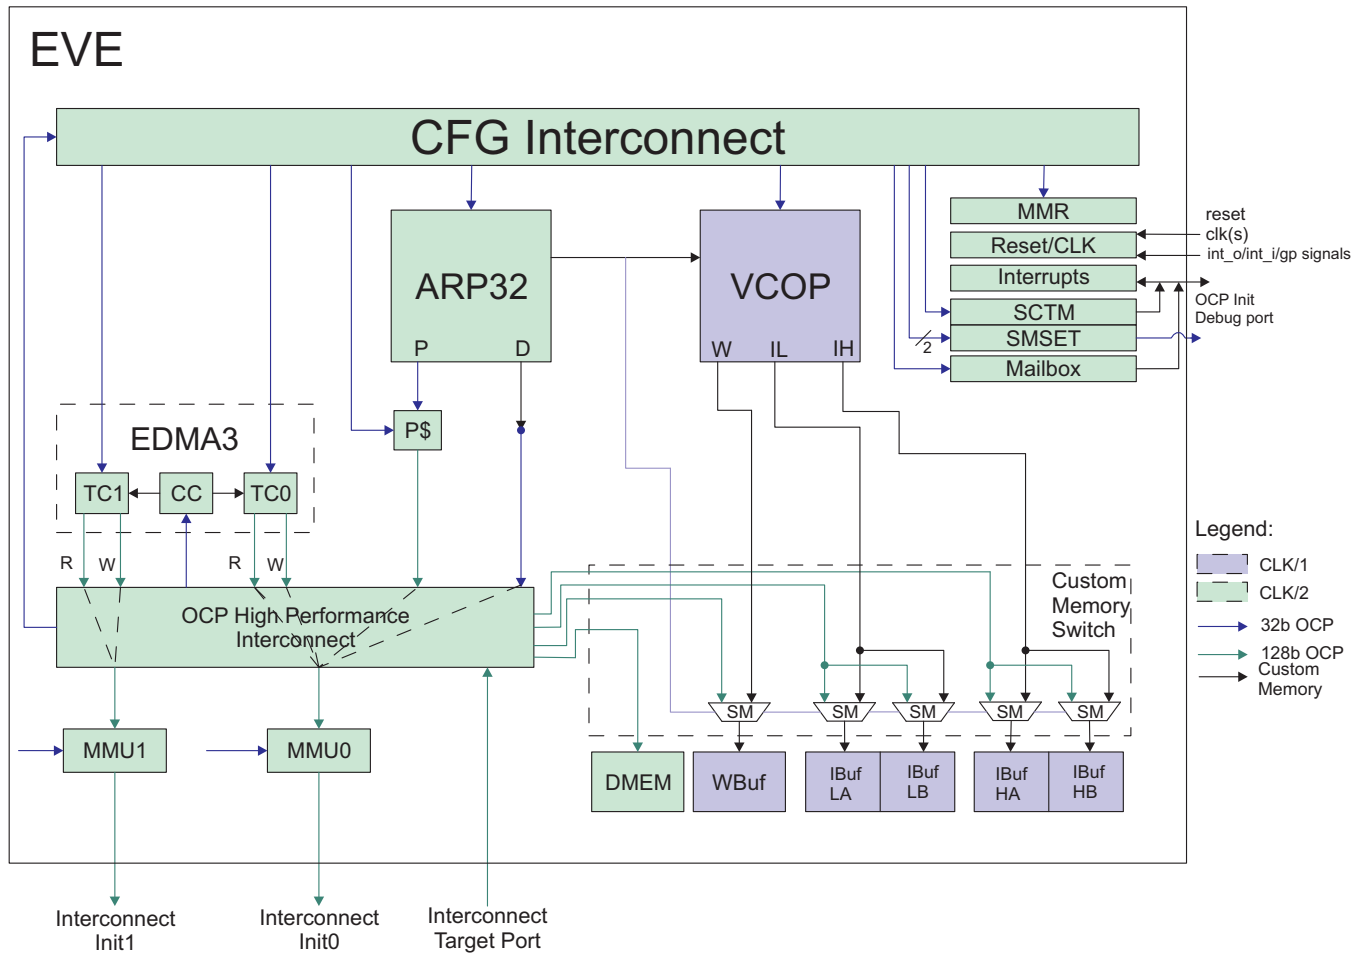 EVE
CFG Interconnect
MMR
reset
clk(s)
Reset/CLK
int_o/int_i/gp signals
Interrupts
OCP Init
Debug port
ARP32
VCOP
SCTM
SMSET
2
Mailbox
P
D
W
IL
IH
P$
EDMA3
TC1
CC
TC0
R
W
R
W
Legend:
CLK/1
CLK/2
32b OCP
128b OCP
Custom
Memory
OCP High Performance
Interconnect
Custom
Memory
Switch
SM
SM
SM
SM
SM
MMU1
MMU0
DMEM
WBuf
IBuf
LA
IBuf
LB
IBuf
HA
IBuf
HB
Interconnect
Init1
Interconnect
Init0
Interconnect
Target Port